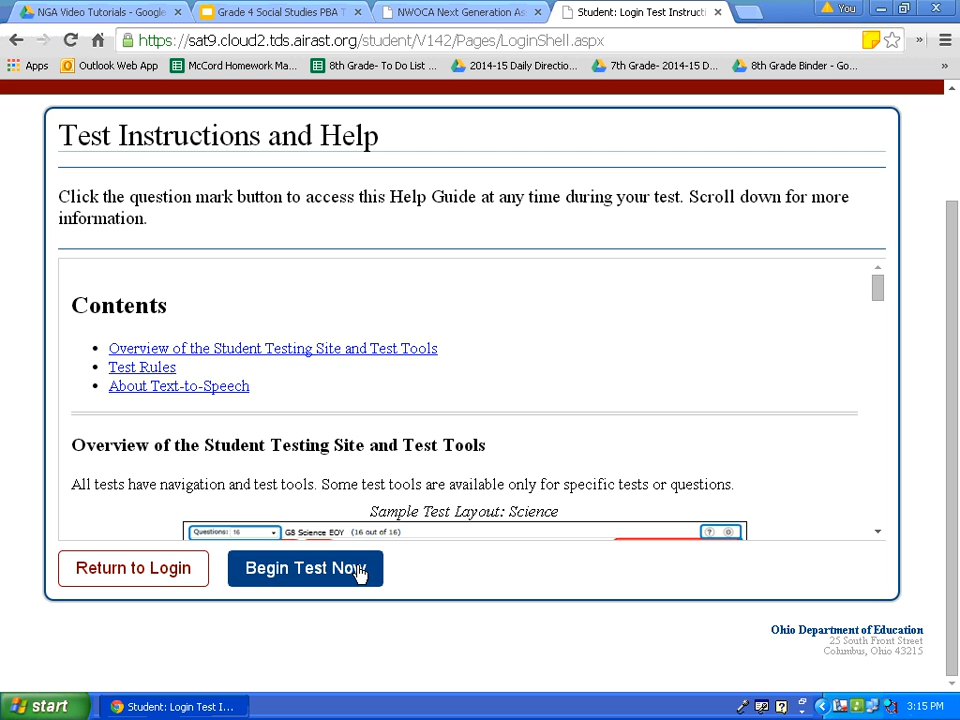 NGA Video Tutorials - Google
Grade 4 Social Studies PBA T
NWOCA Next Generation As
Student: Login Test Instructi
You
https://sat9.cloud2.tds.airast.org/student/V142/Pages/LoginShell.aspx
Apps
Outlook Web App
McCord Homework Ma...
8th Grade- To Do List ...
2014-15 Daily Directio...
7th Grade- 2014-15 D...
8th Grade Binder - Go...
Test Instructions and Help
Click the question mark button to access this Help Guide at any time during your test. Scroll down for more
information.
Contents
• Overview of the Student Testing Site and Test Tools
• Test Rules
• About Text-to-Speech
Overview of the Student Testing Site and Test Tools
All tests have navigation and test tools. Some test tools are available only for specific tests or questions.
Sample Test Layout: Science
Questions: 16
G8 Science EOY (16 out of 16)
Return to Login
Begin Test Now
Ohio Department of Education
25 South Front Street
Columbus, Ohio 43215
start
Student: Login Test I...
3:15 PM